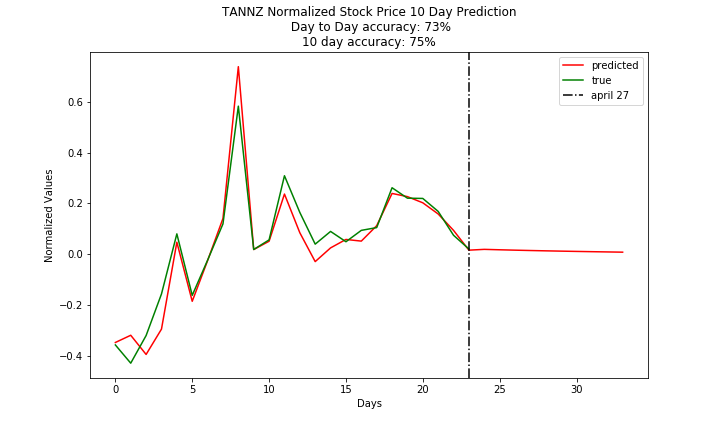 TANNZ Normalized Stock Price 10 Day Prediction
Day to Day accuracy: 73%
10 day accuracy: 75%
predicted
true
april 27
Normalized Values
0.6
0.4
0.2
0.0
−0.2
−0.4
0 5 10 15 20 25 30
Days